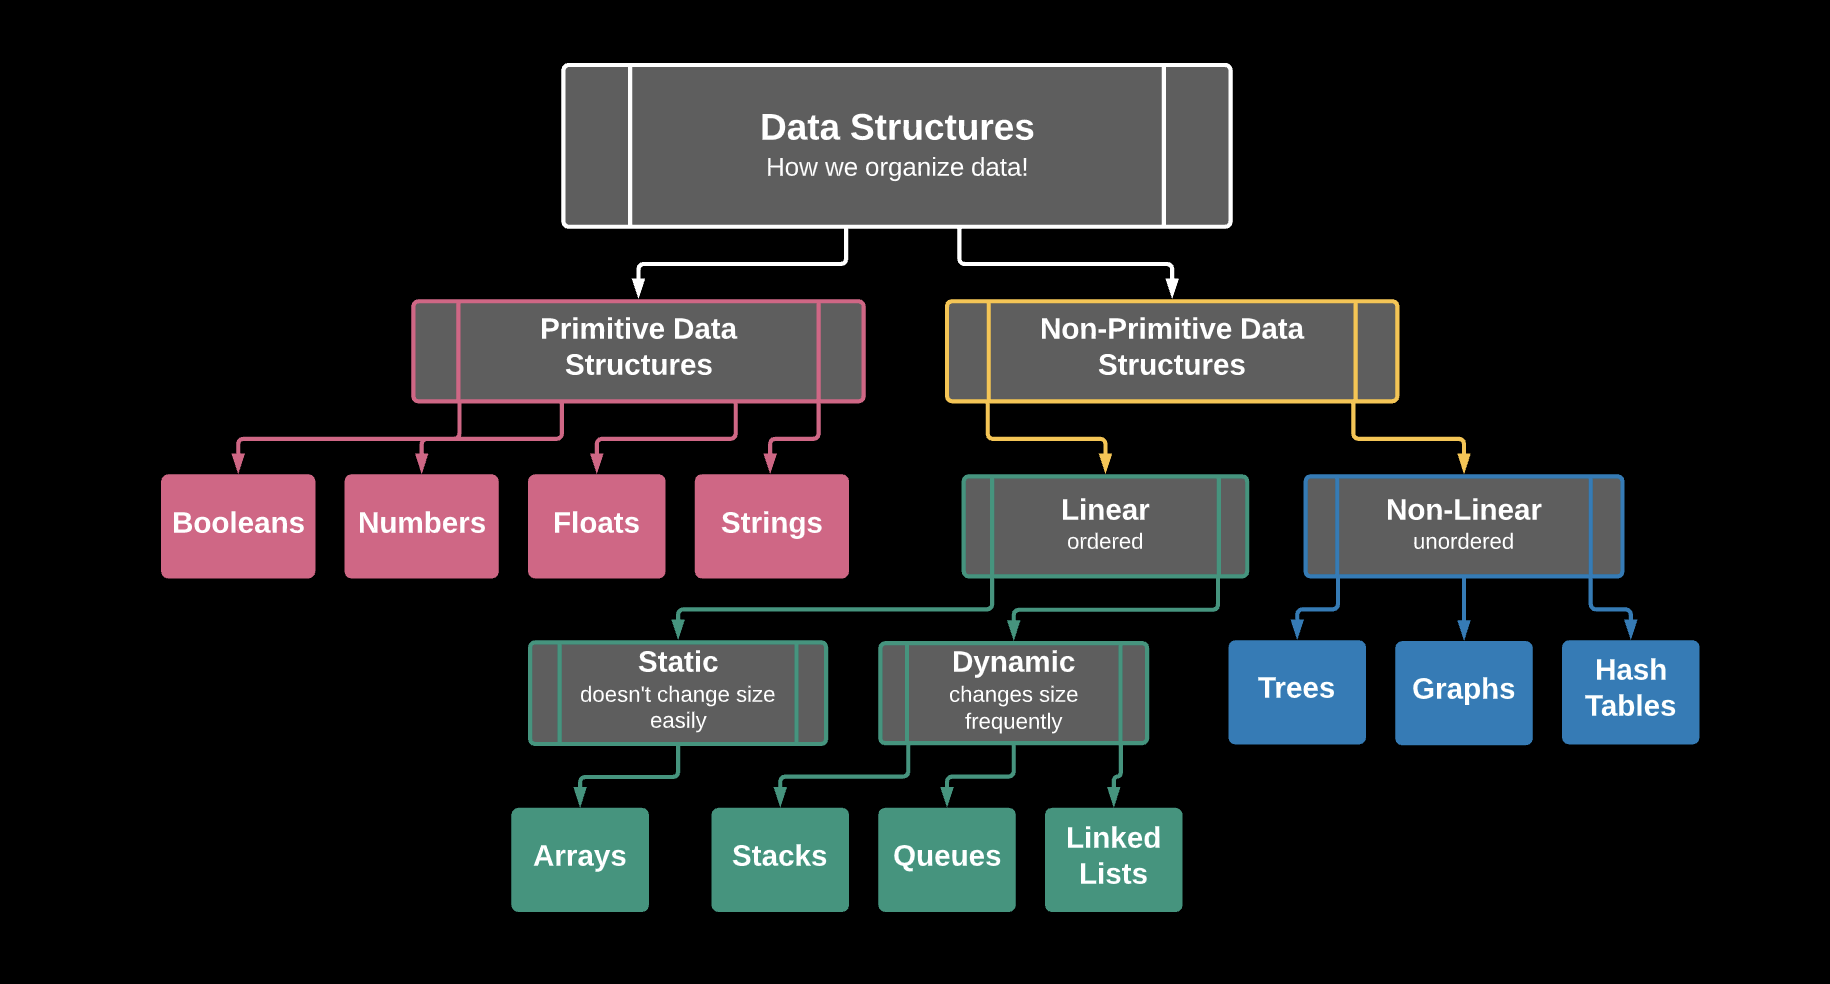 Data Structures
How we organize data!
Primitive Data
Structures
Non-Primitive Data
Structures
Booleans
Numbers
Floats
Strings
Linear
ordered
Non-Linear
unordered
Static
doesn't change size
easily
Dynamic
changes size
frequently
Trees
Graphs
Hash
Tables
Arrays
Stacks
Queues
Linked
Lists